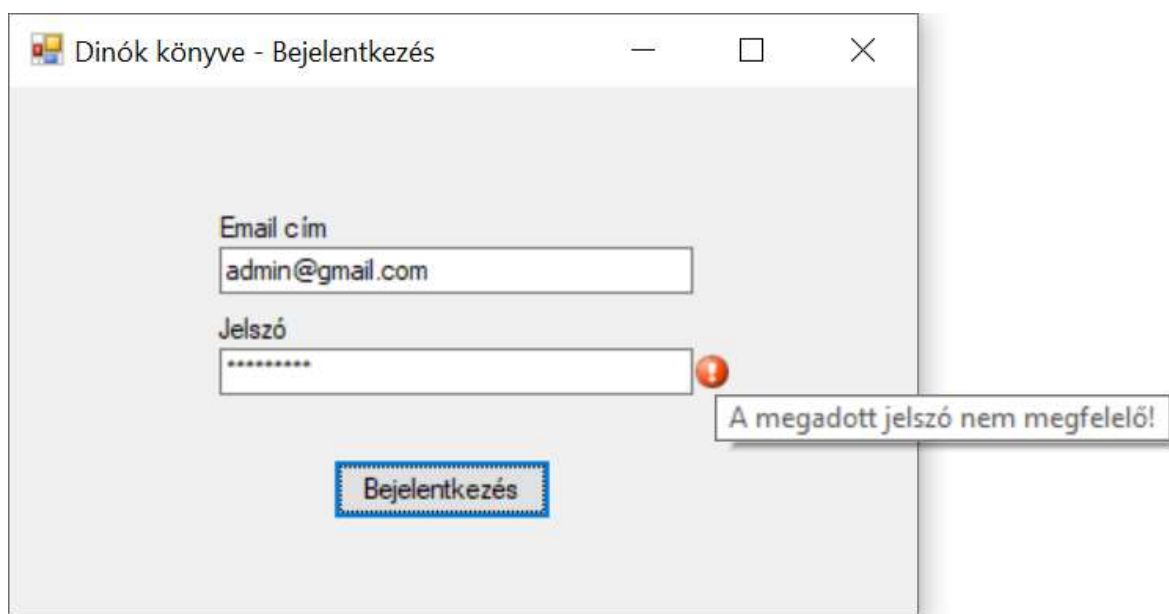 Dinók könyve - Bejelentkezés
Email cím
admin@gmail.com
Jelszó
*********
A megadott jelszó nem megfelelő!
Bejelentkezés